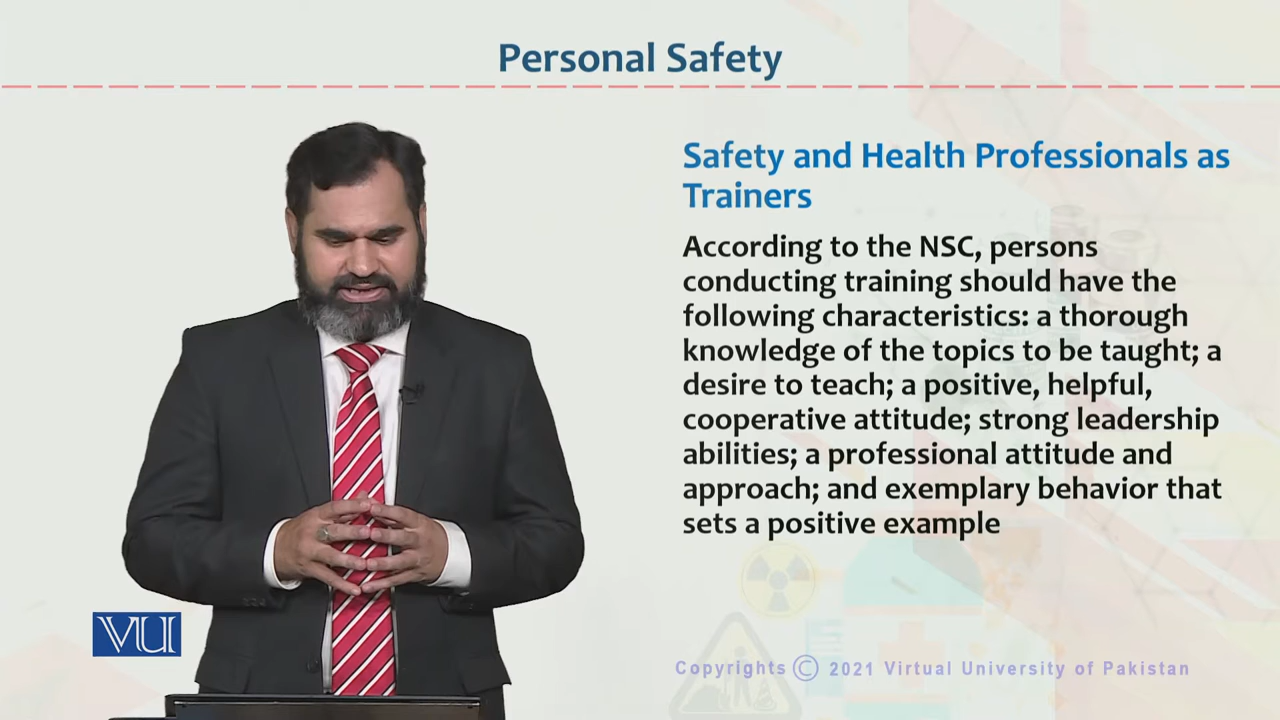 Personal Safety
Safety and Health Professionals as
Trainers
According to the NSC, persons
conducting training should have the
following characteristics: a thorough
knowledge of the topics to be taught; a
desire to teach; a positive, helpful,
cooperative attitude; strong leadership
abilities; a professional attitude and
approach; and exemplary behavior that
sets a positive example
VU
Copyrights © 2021 Virtual University of Pakistan